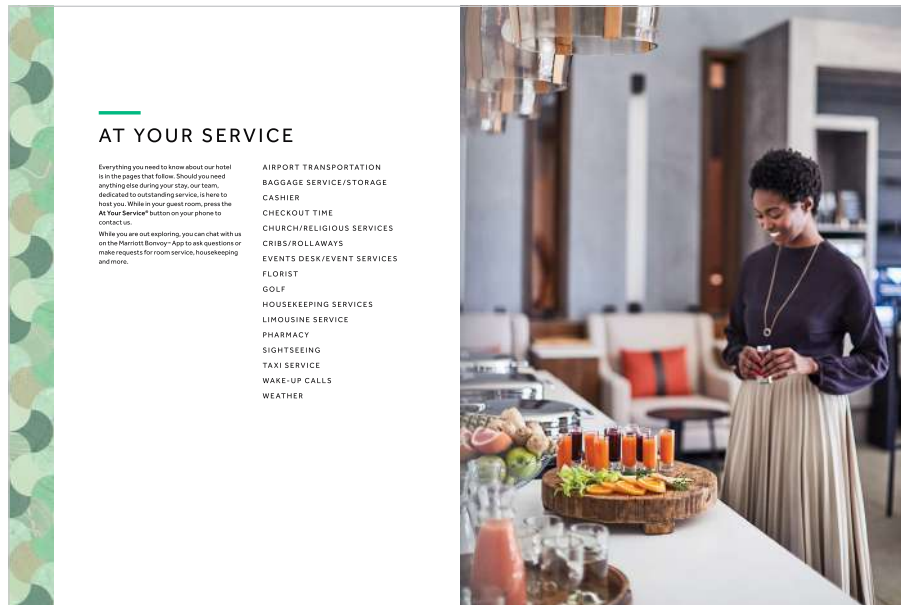 AT YOUR SERVICE
Everything you need to know about our hotel
is in the pages that follow. Should you need
anything else during your stay, our team,
dedicated to outstanding service, is here to
host you. While in your guest room, press the
At Your Service® button on your phone to
contact us.
While you are out exploring, you can chat with us
on the Marriott Bonvoy™ App to ask questions or
make requests for room service, housekeeping
and more.
AIRPORT TRANSPORTATION
BAGGAGE SERVICE/STORAGE
CASHIER
CHECKOUT TIME
CHURCH/RELIGIOUS SERVICES
CRIBS/ROLLAWAYS
EVENTS DESK/EVENT SERVICES
FLORIST
GOLF
HOUSEKEEPING SERVICES
LIMOUSINE SERVICE
PHARMACY
SIGHTSEEING
TAXI SERVICE
WAKE-UP CALLS
WEATHER